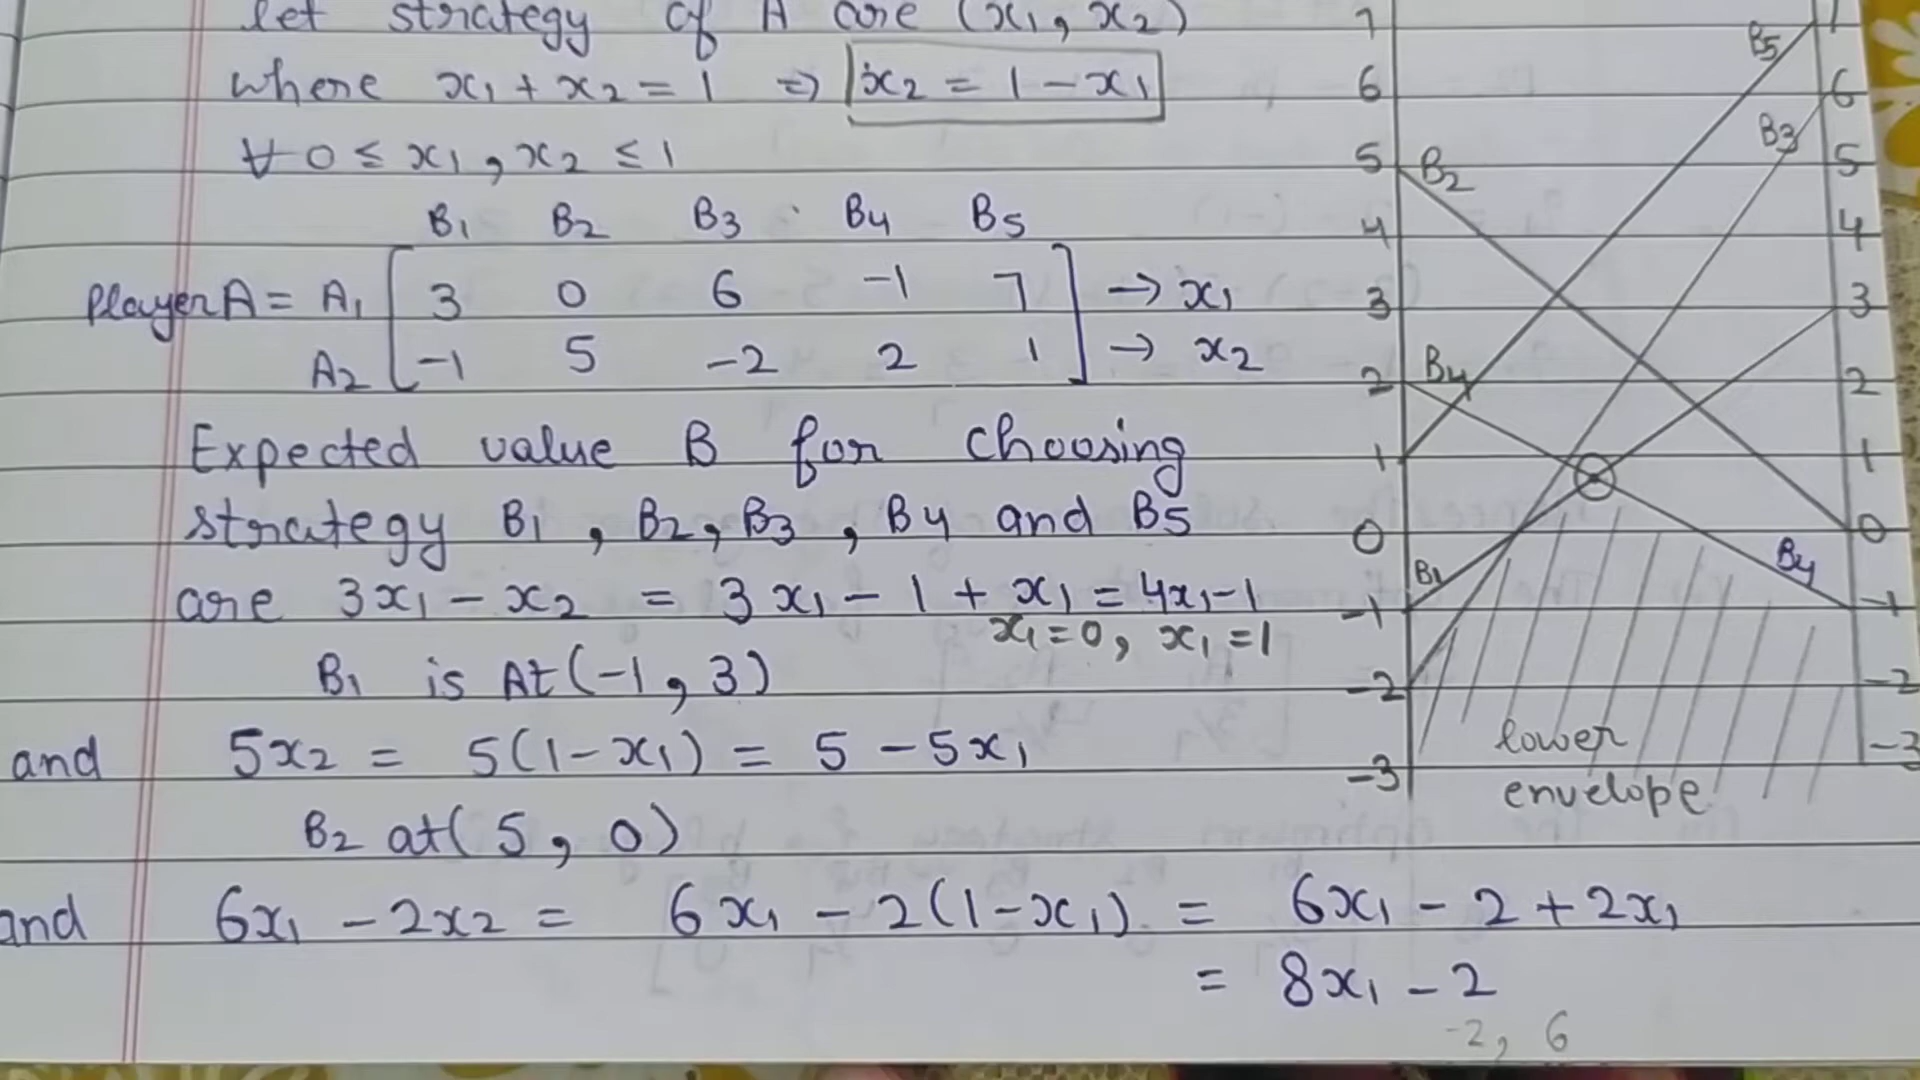 let strategy of A are (x1, x2)
where x1 + x2 = 1 => x2 = 1 - x1
∀ 0 ≤ x1, x2 ≤ 1
B1 B2 B3 B4 B5
Player A = A1 [ 3 0 6 -1 7 ] → x1
A2 [ -1 5 -2 2 1 ] → x2
Expected value B for choosing
strategy B1, B2, B3, B4 and B5
are 3x1 - x2 = 3x1 - 1 + x1 = 4x1 - 1
x1 = 0, x1 = 1
B1 is At (-1, 3)
and 5x2 = 5(1 - x1) = 5 - 5x1
B2 at (5, 0)
and 6x1 - 2x2 = 6x1 - 2(1 - x1) = 6x1 - 2 + 2x1
= 8x1 - 2
-2, 6
7 B5 7
6 6
B3
5 B2 5
4 4
3 3
2 B4 2
1 1
0 0
B1 B4
-1 -1
-2 -2
lower
-3 -3
envelope